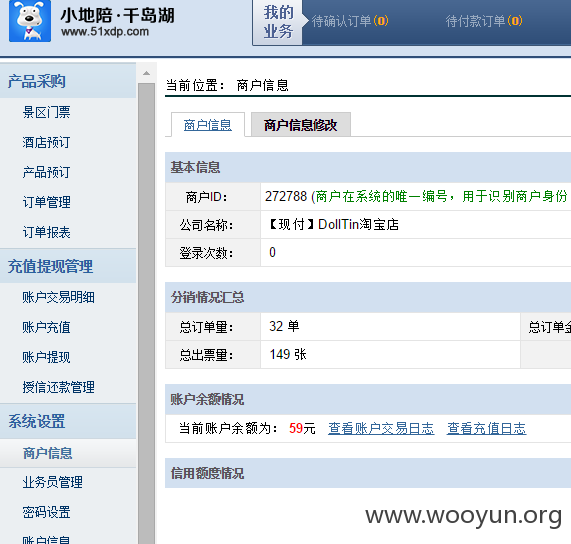 小地陪·千岛湖
www.51xdp.com
我的业务
待确认订单(0)
待付款订单(0)
产品采购
景区门票
酒店预订
产品预订
订单管理
订单报表
充值提现管理
账户交易明细
账户充值
账户提现
授信还款管理
系统设置
商户信息
业务员管理
密码设置
账户信息
当前位置： 商户信息
商户信息 商户信息修改
基本信息
商户ID： 272788 (商户在系统的唯一编号，用于识别商户身份
公司名称： 【现付】DollTin淘宝店
登录次数： 0
分销情况汇总
总订单量： 32 单 总订单金
总出票量： 149 张
账户余额情况
当前账户余额为： 59元 查看账户交易日志 查看充值日志
信用额度情况
www.wooyun.org